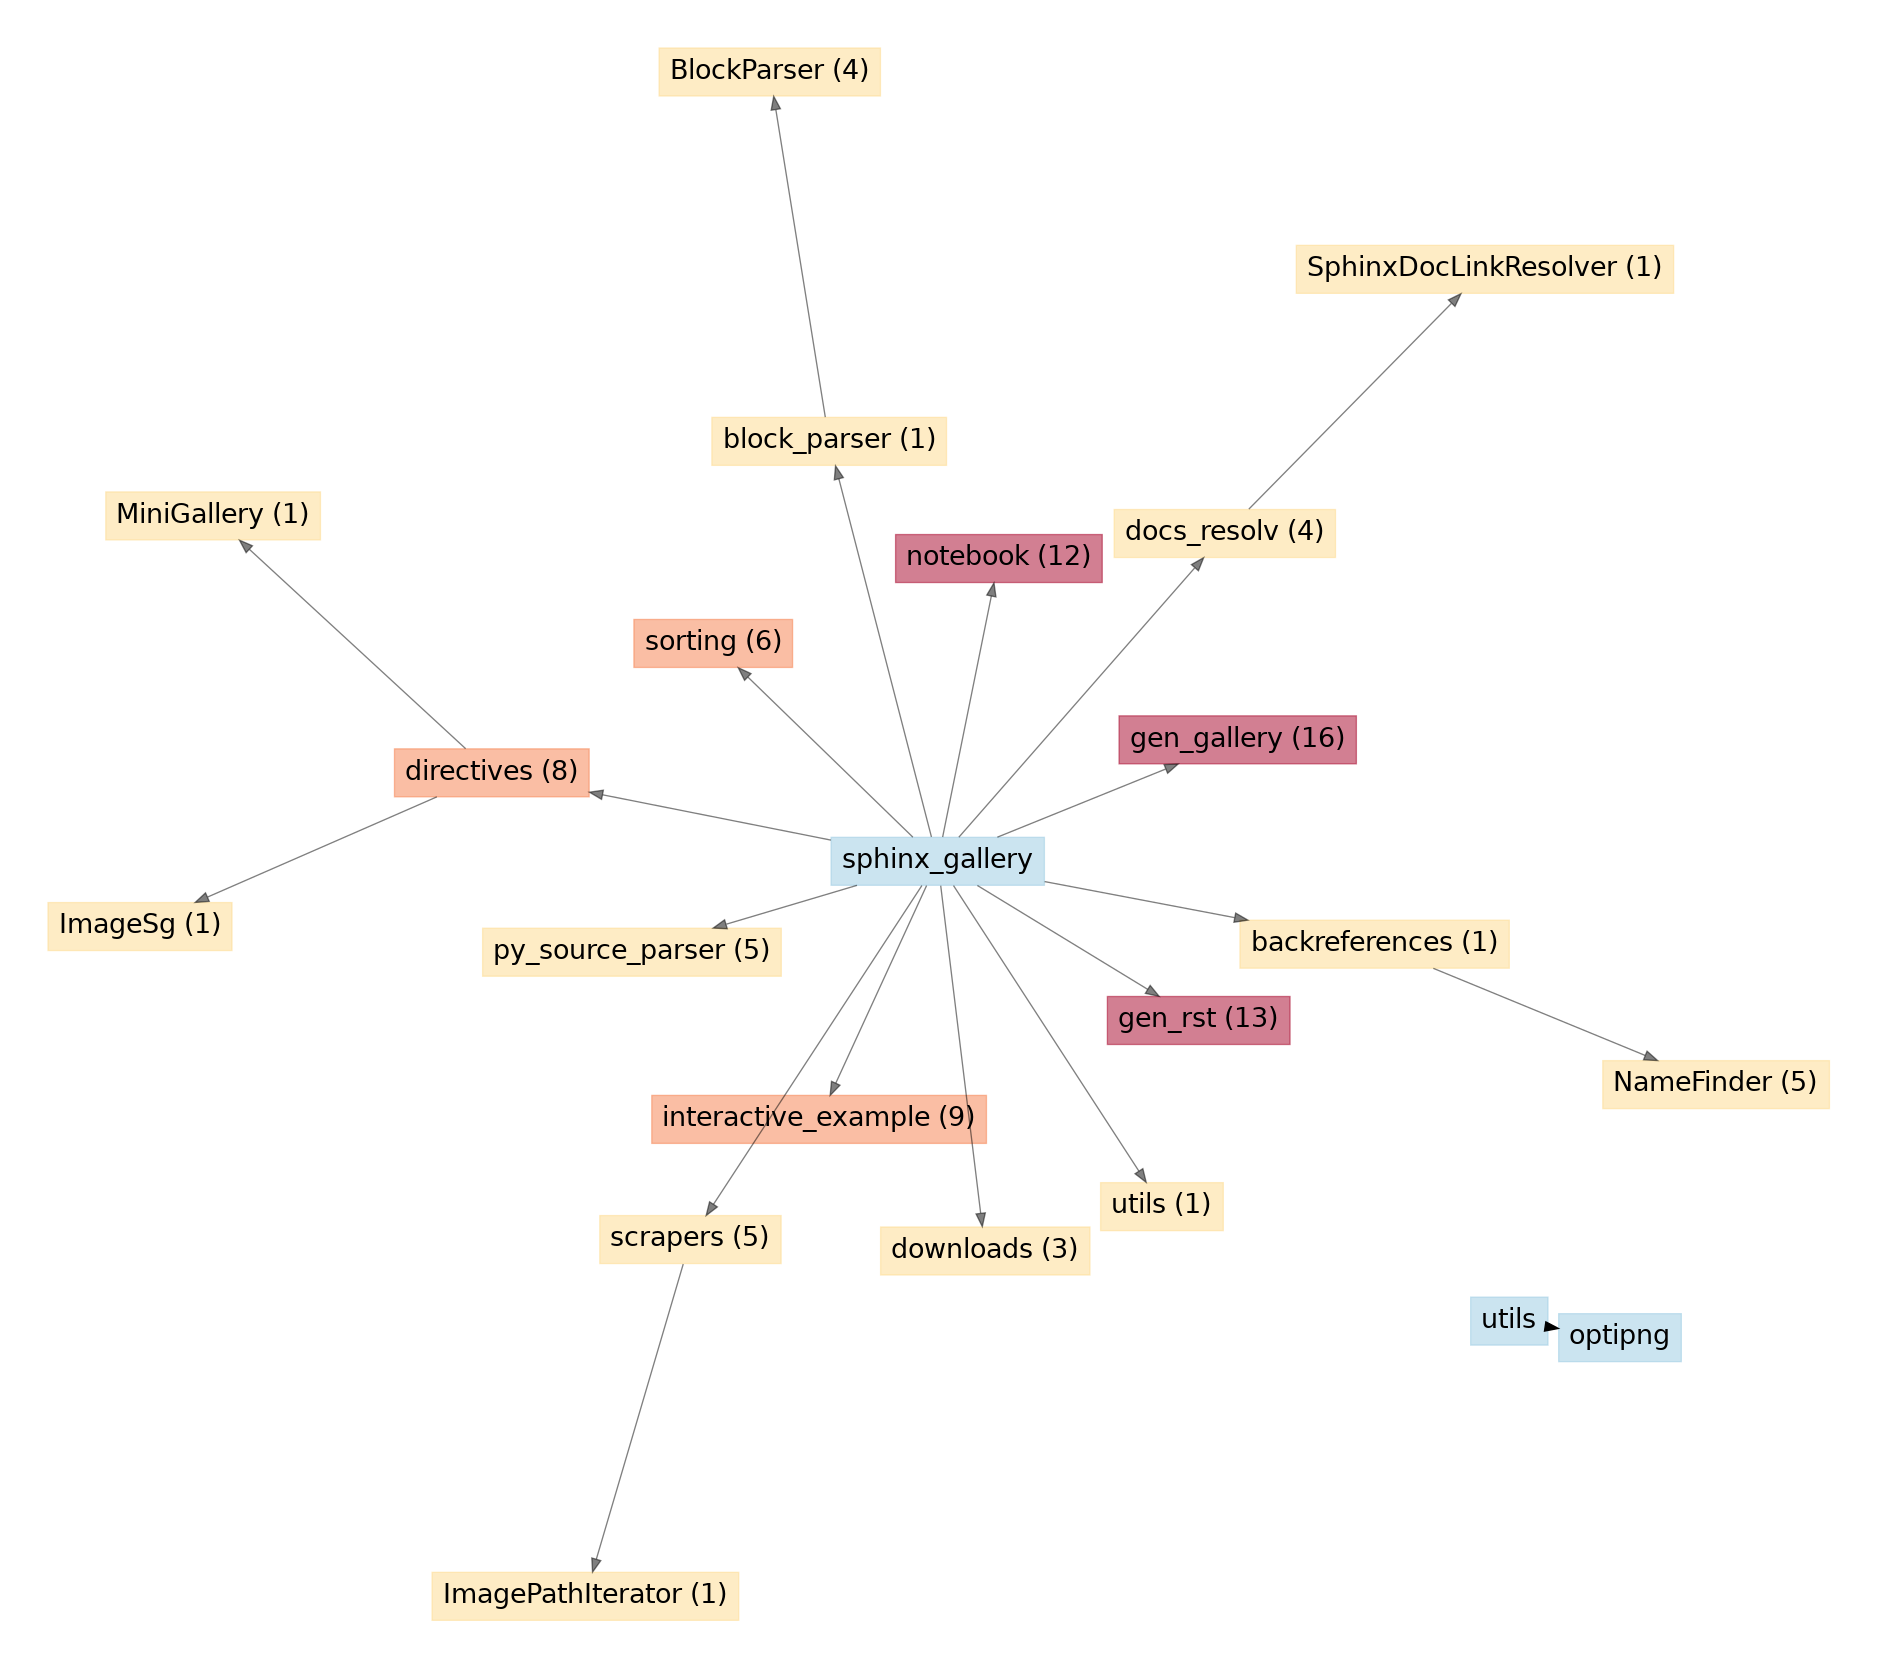 BlockParser (4)
SphinxDocLinkResolver (1)
block_parser (1)
MiniGallery (1)
docs_resolv (4)
notebook (12)
sorting (6)
gen_gallery (16)
directives (8)
sphinx_gallery
ImageSg (1)
py_source_parser (5)
backreferences (1)
gen_rst (13)
NameFinder (5)
interactive_example (9)
utils (1)
scrapers (5)
downloads (3)
utils
optipng
ImagePathIterator (1)